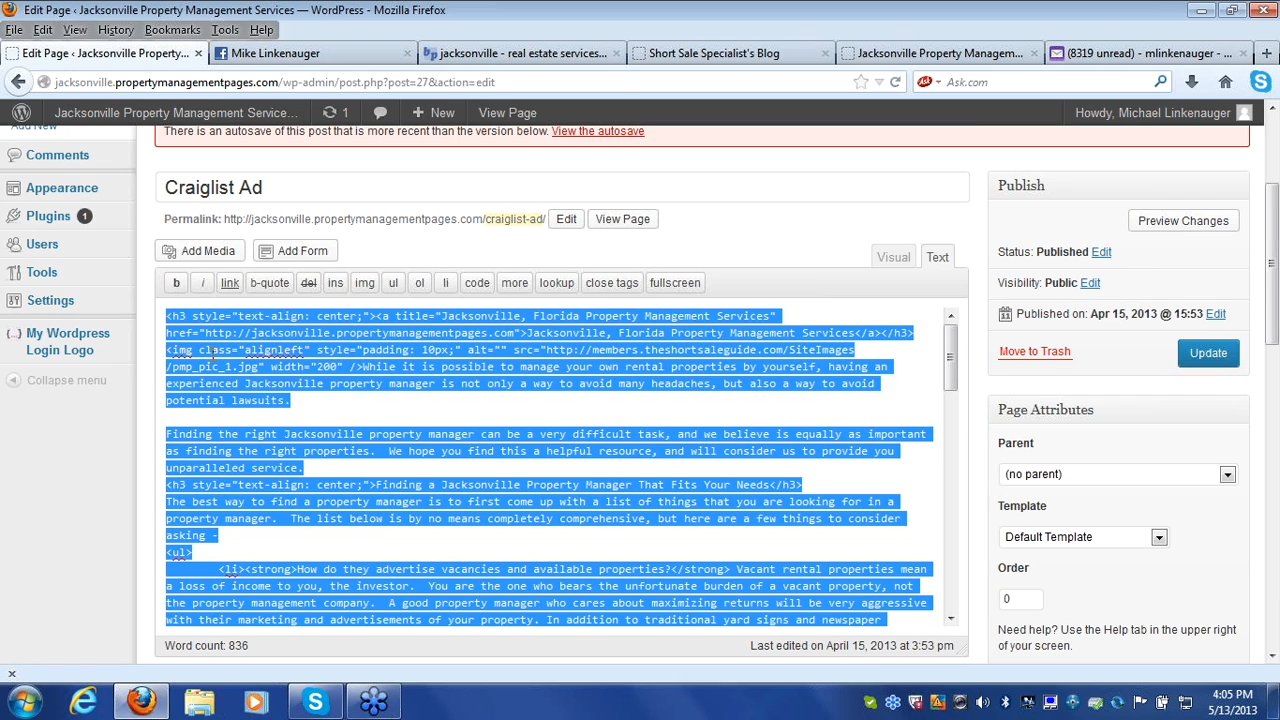 Edit Page ‹ Jacksonville Property Management Services — WordPress - Mozilla Firefox
File Edit View History Bookmarks Tools Help
Edit Page ‹ Jacksonville Property... × Mike Linkenauger × jacksonville - real estate services... × Short Sale Specialist's Blog × Jacksonville Property Managem... × (8319 unread) - mlinkenauger - ... × +
jacksonville.propertymanagementpages.com/wp-admin/post.php?post=27&action=edit
Ask.com
Jacksonville Property Management Service... 1 + New View Page Howdy, Michael Linkenauger
Add New
Comments
Appearance
Plugins 1
Users
Tools
Settings
My Wordpress
Login Logo
Collapse menu
There is an autosave of this post that is more recent than the version below. View the autosave
Craiglist Ad
Permalink: http://jacksonville.propertymanagementpages.com/craiglist-ad/ Edit View Page
Add Media Add Form
Visual Text
b i link b-quote del ins img ul ol li code more lookup close tags fullscreen
<h3 style="text-align: center;"><a title="Jacksonville, Florida Property Management Services"
href="http://jacksonville.propertymanagementpages.com">Jacksonville, Florida Property Management Services</a></h3>
<img class="alignleft" style="padding: 10px;" alt="" src="http://members.theshortsaleguide.com/SiteImages
/pmp_pic_1.jpg" width="200" />While it is possible to manage your own rental properties by yourself, having an
experienced Jacksonville property manager is not only a way to avoid many headaches, but also a way to avoid
potential lawsuits.
Finding the right Jacksonville property manager can be a very difficult task, and we believe is equally as important
as finding the right properties.  We hope you find this a helpful resource, and will consider us to provide you
unparalleled service.
<h3 style="text-align: center;">Finding a Jacksonville Property Manager That Fits Your Needs</h3>
The best way to find a property manager is to first come up with a list of things that you are looking for in a
property manager.  The list below is by no means completely comprehensive, but here are a few things to consider
asking -
<ul>
<li><strong>How do they advertise vacancies and available properties?</strong> Vacant rental properties mean
a loss of income to you, the investor.  You are the one who bears the unfortunate burden of a vacant property, not
the property management company.  A good property manager who cares about maximizing returns will be very aggressive
with their marketing and advertisements of your property. In addition to traditional yard signs and newspaper
Word count: 836 Last edited on April 15, 2013 at 3:53 pm
Publish
Preview Changes
Status: Published Edit
Visibility: Public Edit
Published on: Apr 15, 2013 @ 15:53 Edit
Move to Trash Update
Page Attributes
Parent
(no parent)
Template
Default Template
Order
0
Need help? Use the Help tab in the upper right
of your screen.
×
4:05 PM
5/13/2013